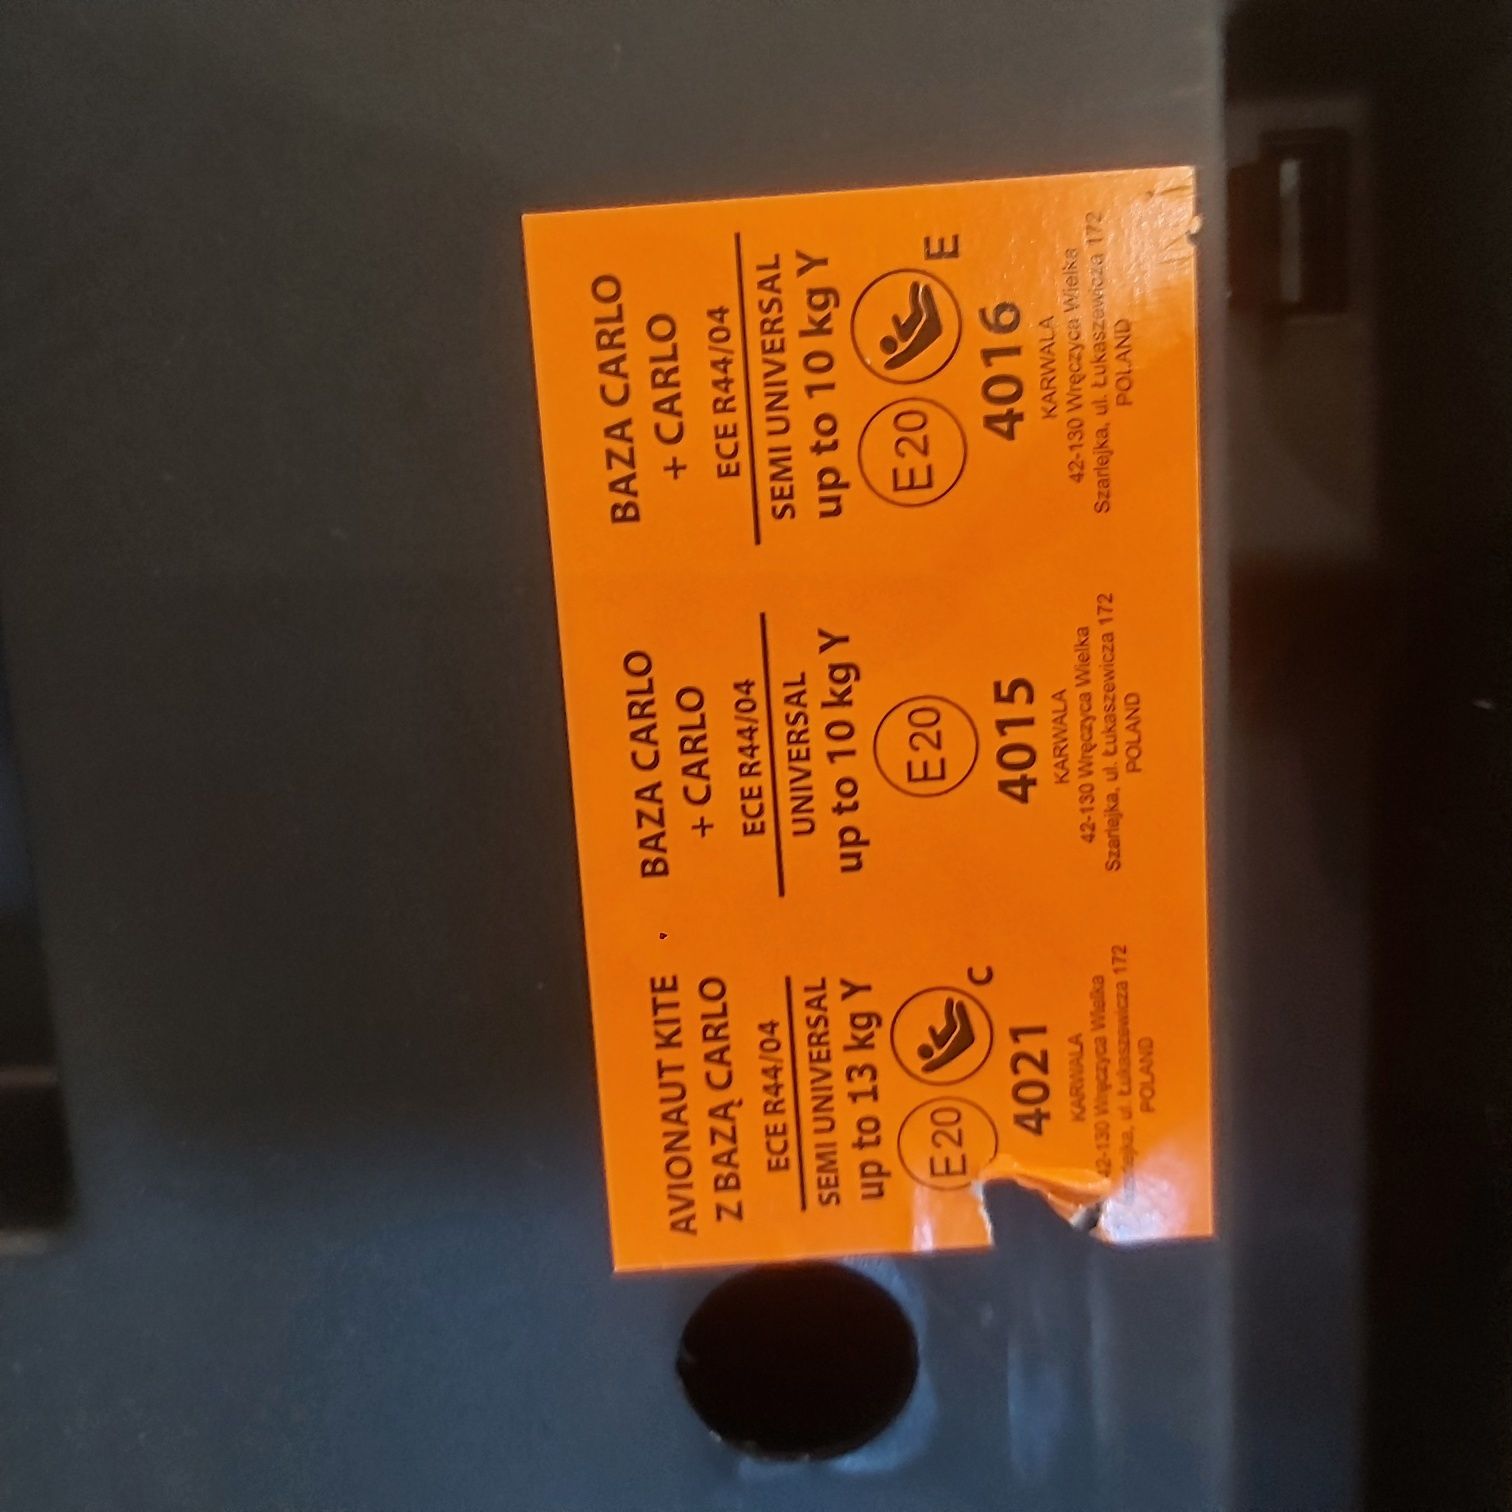 AVIONAUT KITE
Z BAZĄ CARLO
ECE R44/04
SEMI UNIVERSAL
up to 13 kg Y
E 20
C
4021
KARWALA
42-130 Wręczyca Wielka
ul. Łukaszewicza 172
POLAND
BAZA CARLO
+ CARLO
ECE R44/04
UNIVERSAL
up to 10 kg Y
E 20
4015
KARWALA
42-130 Wręczyca Wielka
Szarlejka, ul. Łukaszewicza 172
POLAND
BAZA CARLO
+ CARLO
ECE R44/04
SEMI UNIVERSAL
up to 10 kg Y
E 20
E
4016
KARWALA
42-130 Wręczyca Wielka
Szarlejka, ul. Łukaszewicza 172
POLAND